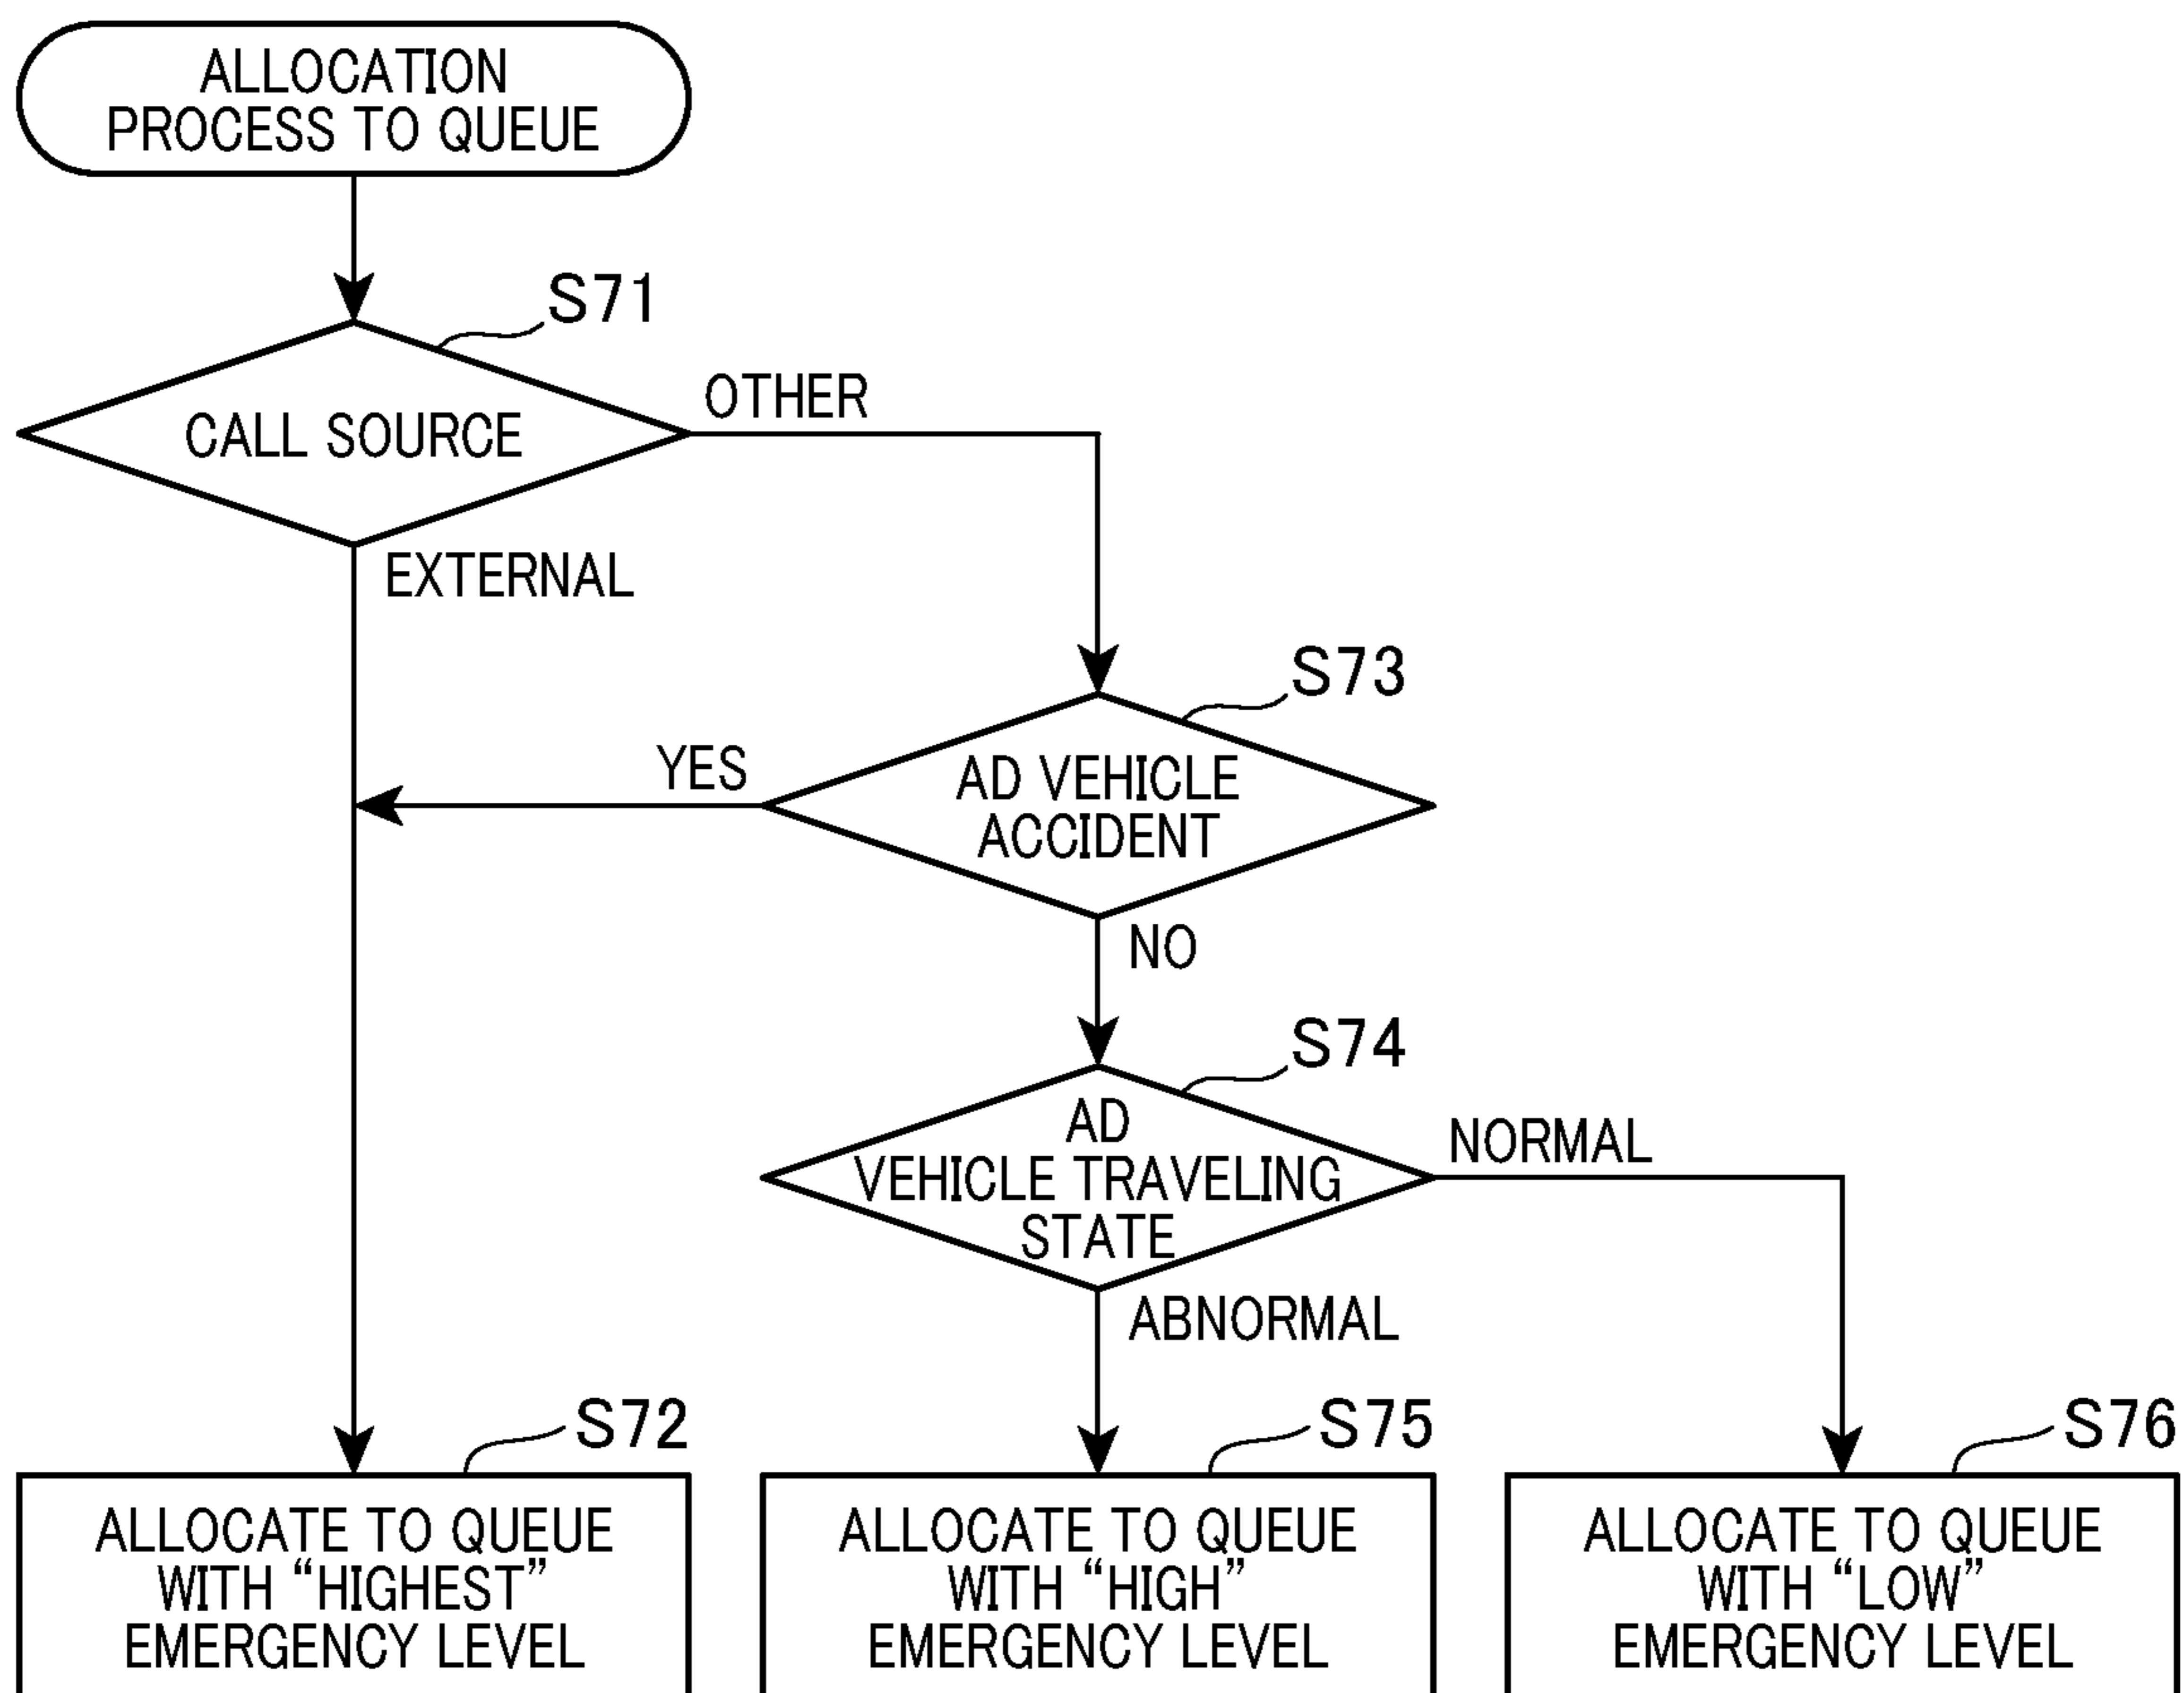 ALLOCATION
PROCESS TO QUEUE
S71
CALL SOURCE
OTHER
EXTERNAL
S73
YES
AD VEHICLE
ACCIDENT
NO
S74
AD
VEHICLE TRAVELING
STATE
NORMAL
ABNORMAL
S72
ALLOCATE TO QUEUE
WITH “HIGHEST”
EMERGENCY LEVEL
S75
ALLOCATE TO QUEUE
WITH “HIGH”
EMERGENCY LEVEL
S76
ALLOCATE TO QUEUE
WITH “LOW”
EMERGENCY LEVEL